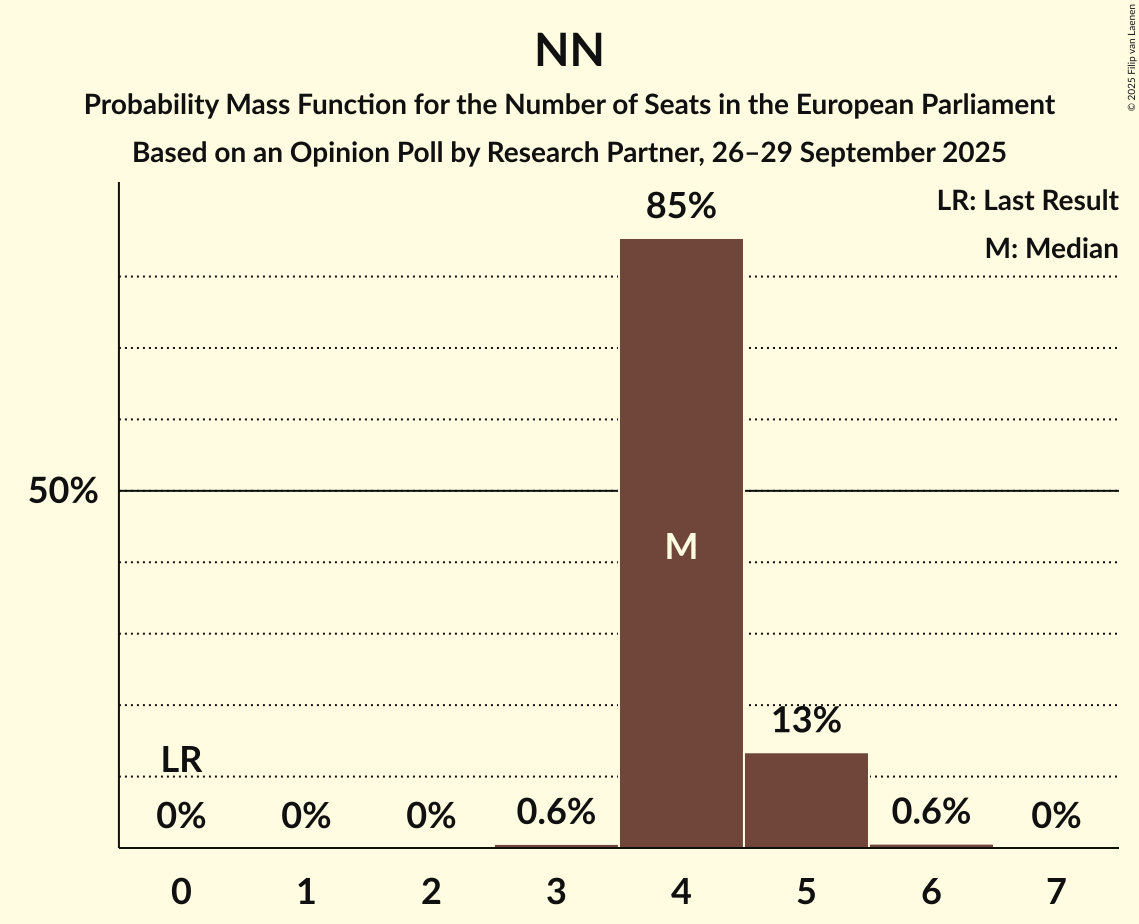 NN
Probability Mass Function for the Number of Seats in the European Parliament
Based on an Opinion Poll by Research Partner, 26–29 September 2025
© 2025 Filip van Laenen
LR: Last Result
M: Median
85%
50%
M
13%
LR
0%
0%
0%
0.6%
0.6%
0%
0
1
2
3
4
5
6
7